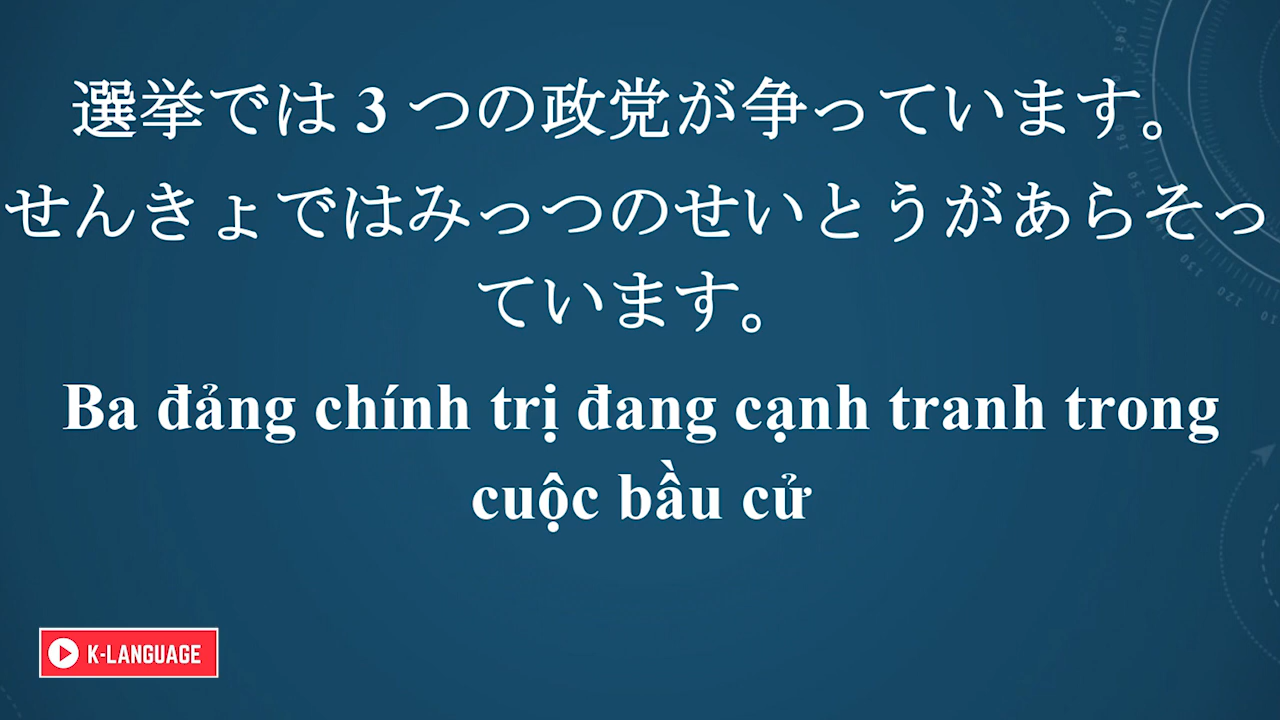 選挙では 3 つの政党が争っています。
せんきょではみっつのせいとうがあらそっ
ています。
Ba đảng chính trị đang cạnh tranh trong
cuộc bầu cử
K-LANGUAGE